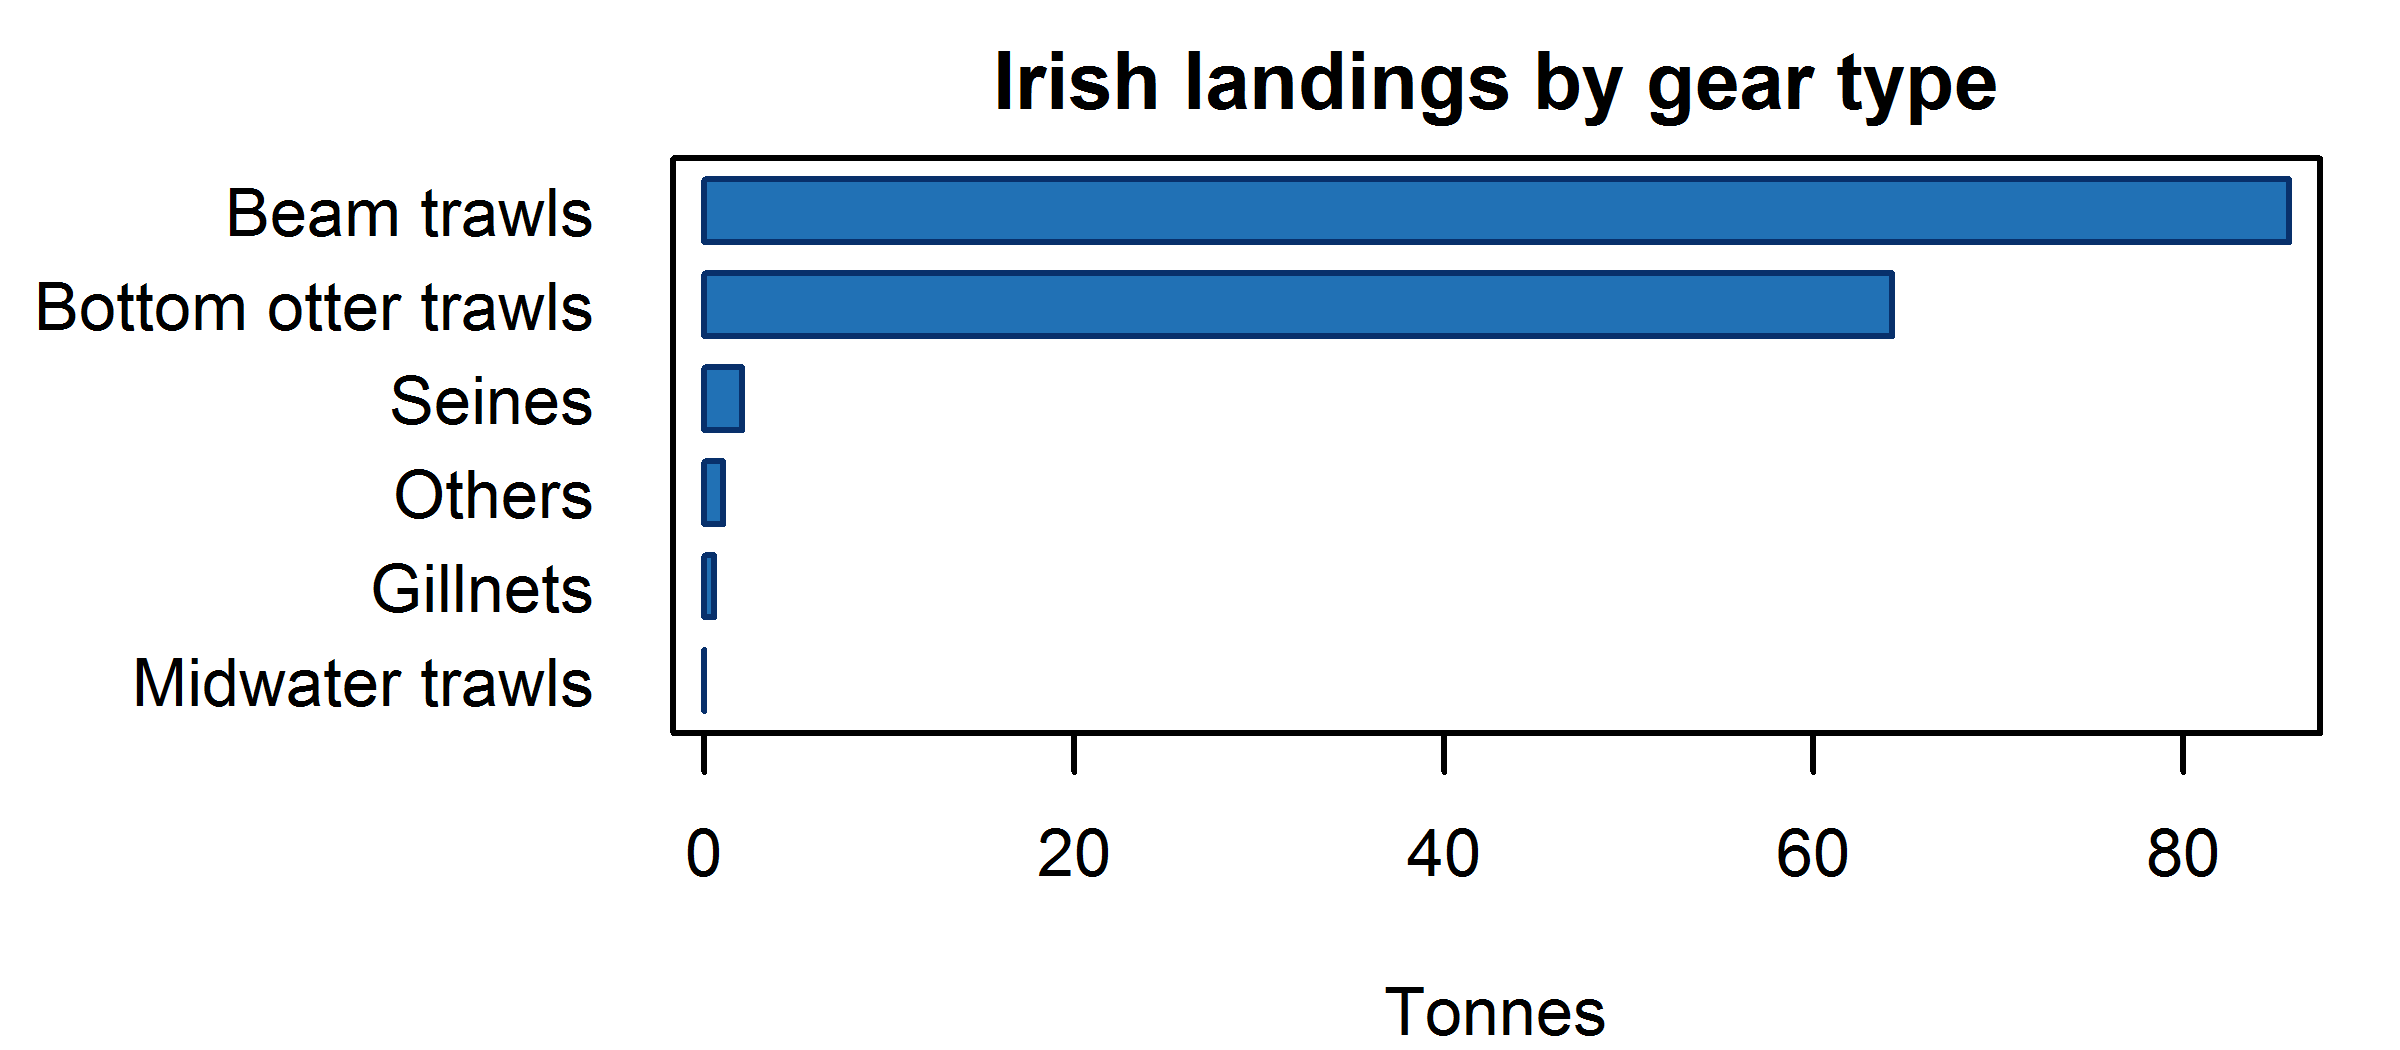 Irish landings by gear type
Beam trawls
Bottom otter trawls
Seines
Others
Gillnets
Midwater trawls
0 20 40 60 80
Tonnes